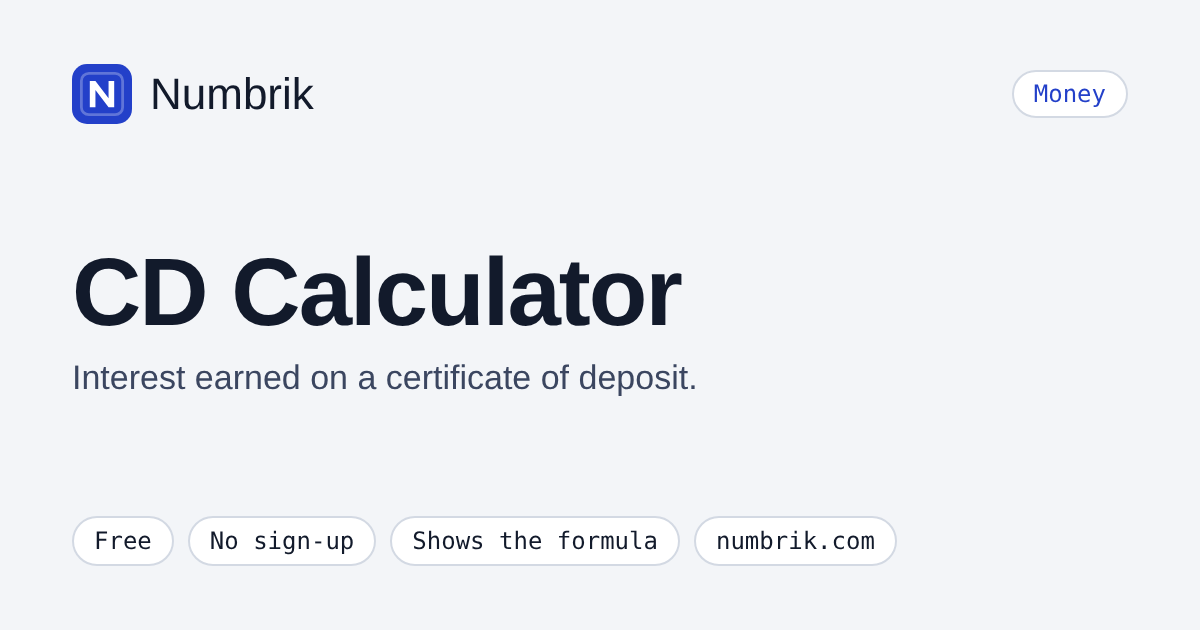 N Numbrik
Money
CD Calculator
Interest earned on a certificate of deposit.
Free
No sign-up
Shows the formula
numbrik.com